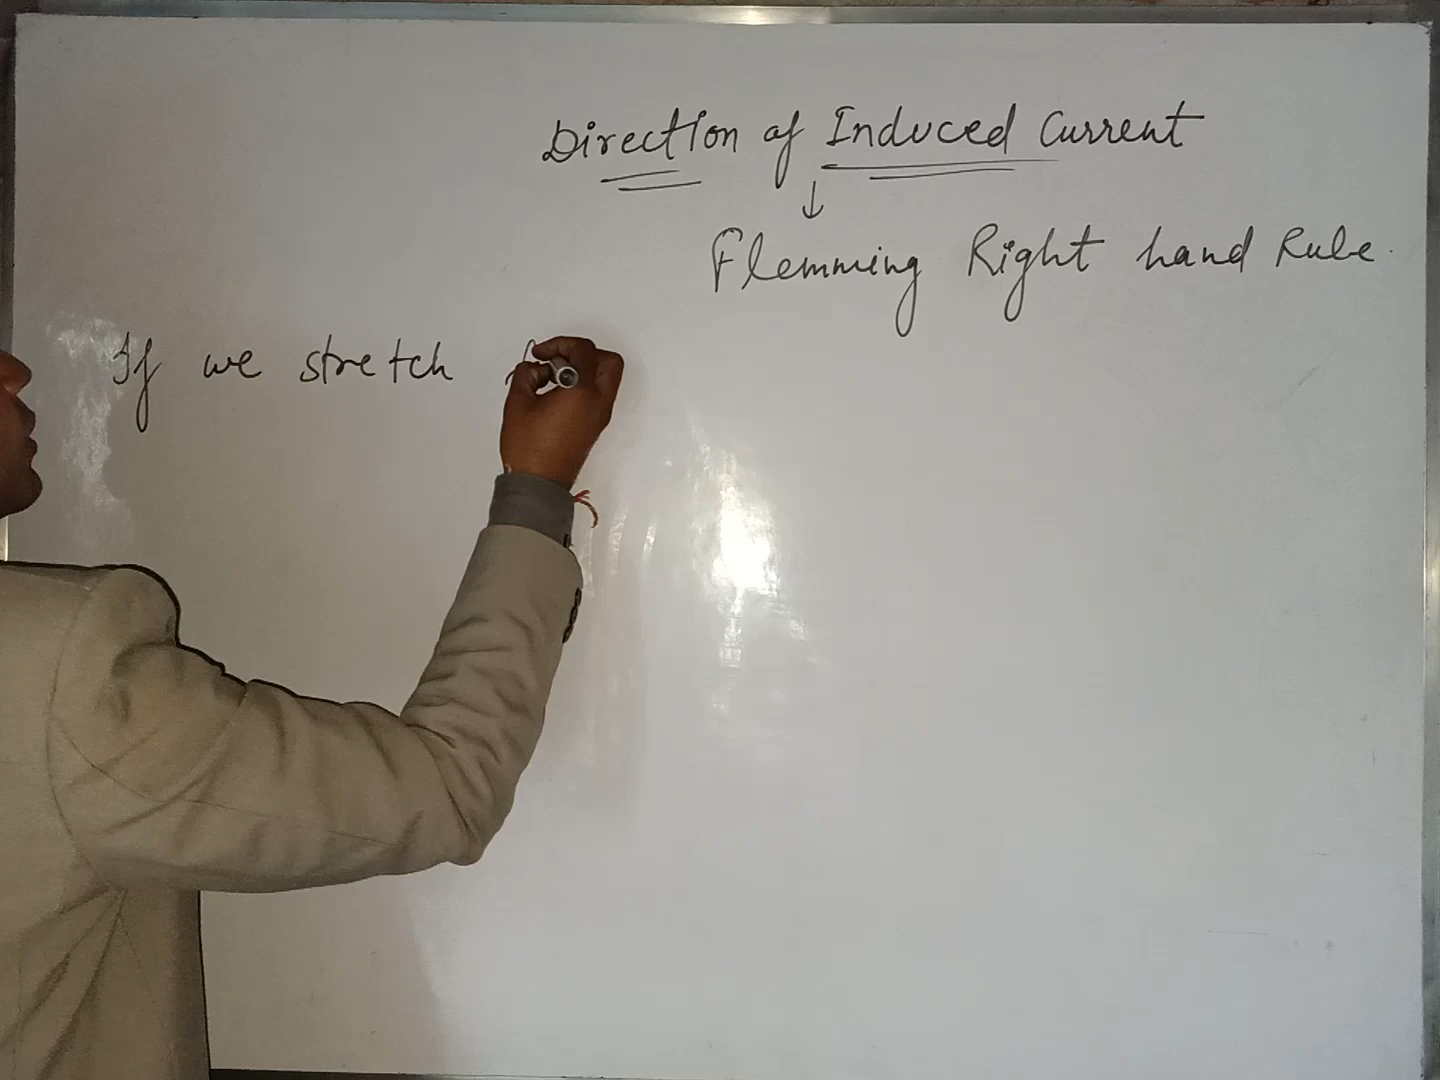 Direction of Induced Current
↓
Flemming Right hand Rule.
If we stretch